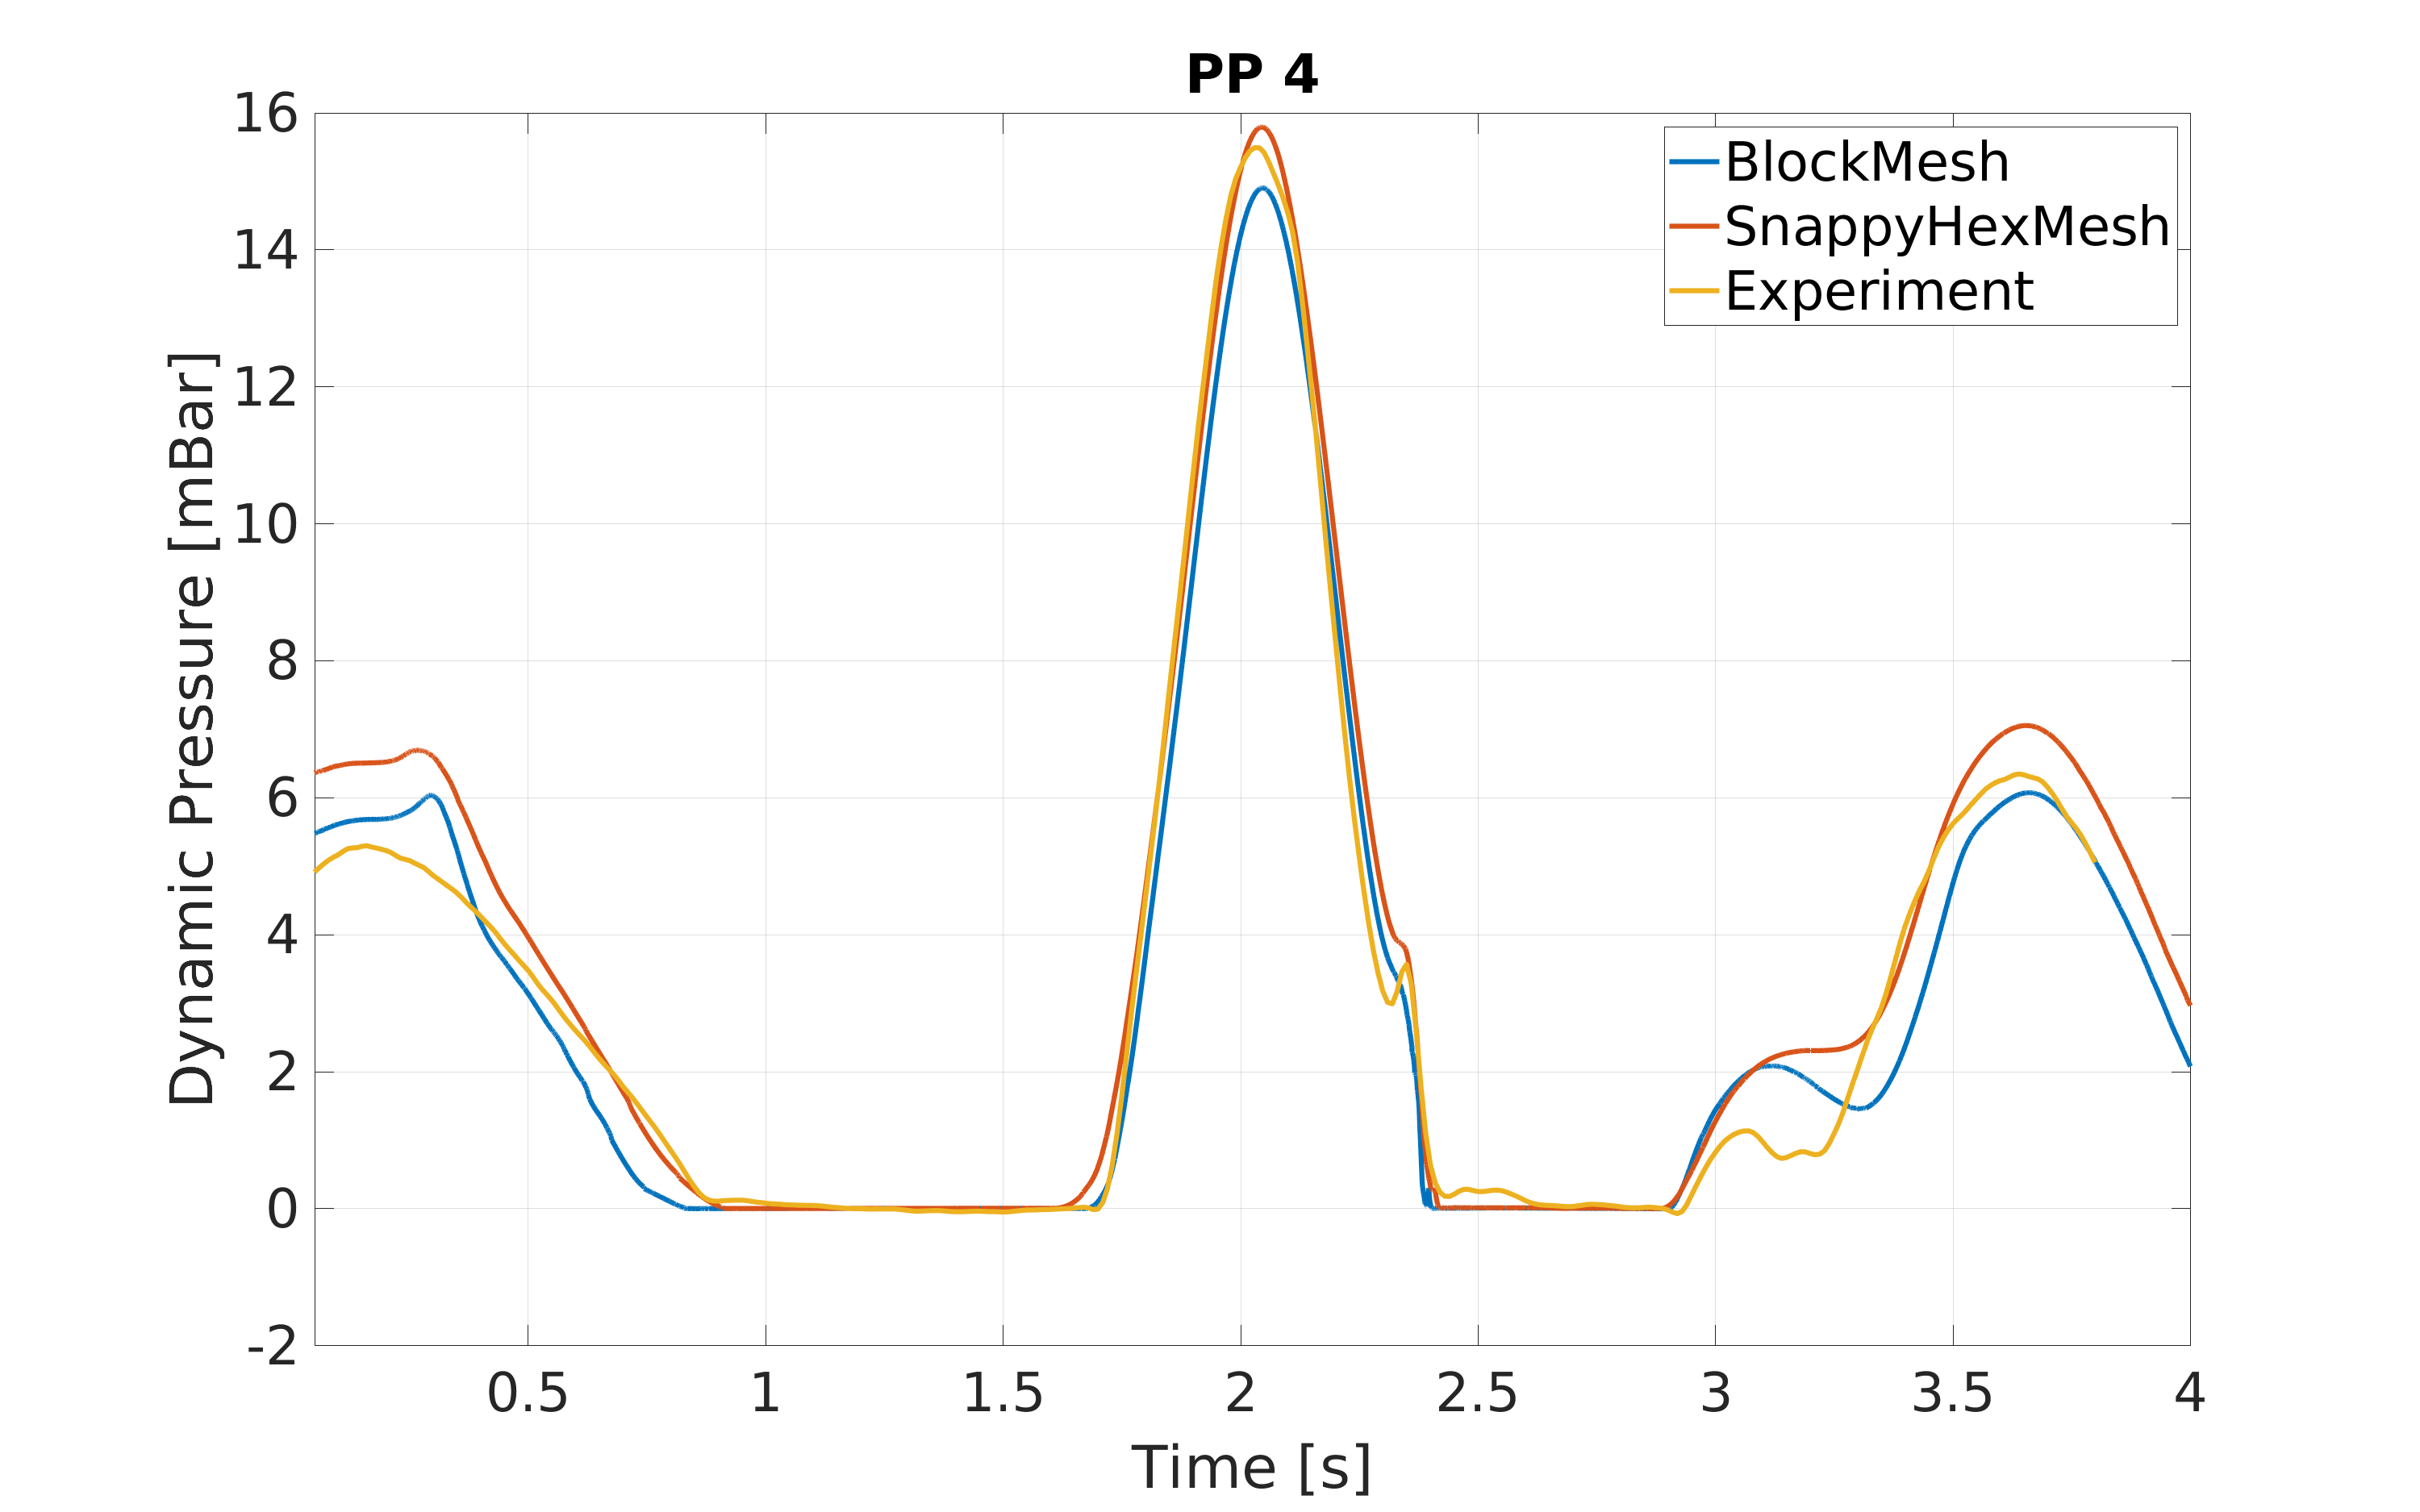 PP 4
16
14
12
10
8
6
4
2
0
-2
Dynamic Pressure [mBar]
BlockMesh
SnappyHexMesh
Experiment
0.5 1 1.5 2 2.5 3 3.5 4
Time [s]